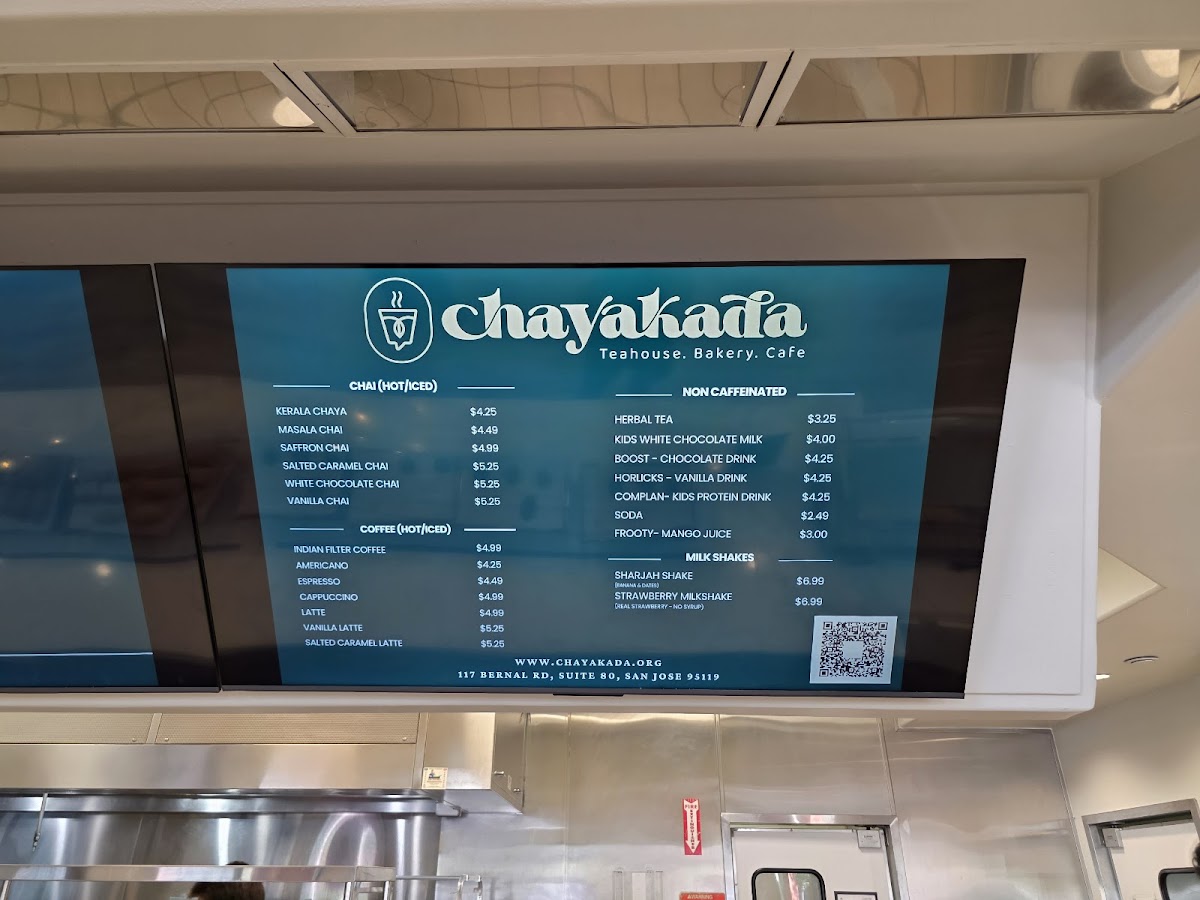 chayakada
Teahouse. Bakery. Cafe
CHAI (HOT/ICED)
KERALA CHAYA $4.25
MASALA CHAI $4.49
SAFFRON CHAI $4.99
SALTED CARAMEL CHAI $5.25
WHITE CHOCOLATE CHAI $5.25
VANILLA CHAI $5.25
COFFEE (HOT/ICED)
INDIAN FILTER COFFEE $4.99
AMERICANO $4.25
ESPRESSO $4.49
CAPPUCCINO $4.99
LATTE $4.99
VANILLA LATTE $5.25
SALTED CARAMEL LATTE $5.25
NON CAFFEINATED
HERBAL TEA $3.25
KIDS WHITE CHOCOLATE MILK $4.00
BOOST - CHOCOLATE DRINK $4.25
HORLICKS - VANILLA DRINK $4.25
COMPLAN- KIDS PROTEIN DRINK $4.25
SODA $2.49
FROOTY- MANGO JUICE $3.00
MILK SHAKES
SHARJAH SHAKE $6.99
(BANANA & DATES)
STRAWBERRY MILKSHAKE $6.99
(REAL STRAWBERRY - NO SYRUP)
WWW.CHAYAKADA.ORG
117 BERNAL RD, SUITE 80, SAN JOSE 95119
FIRE EXTINGUISHER